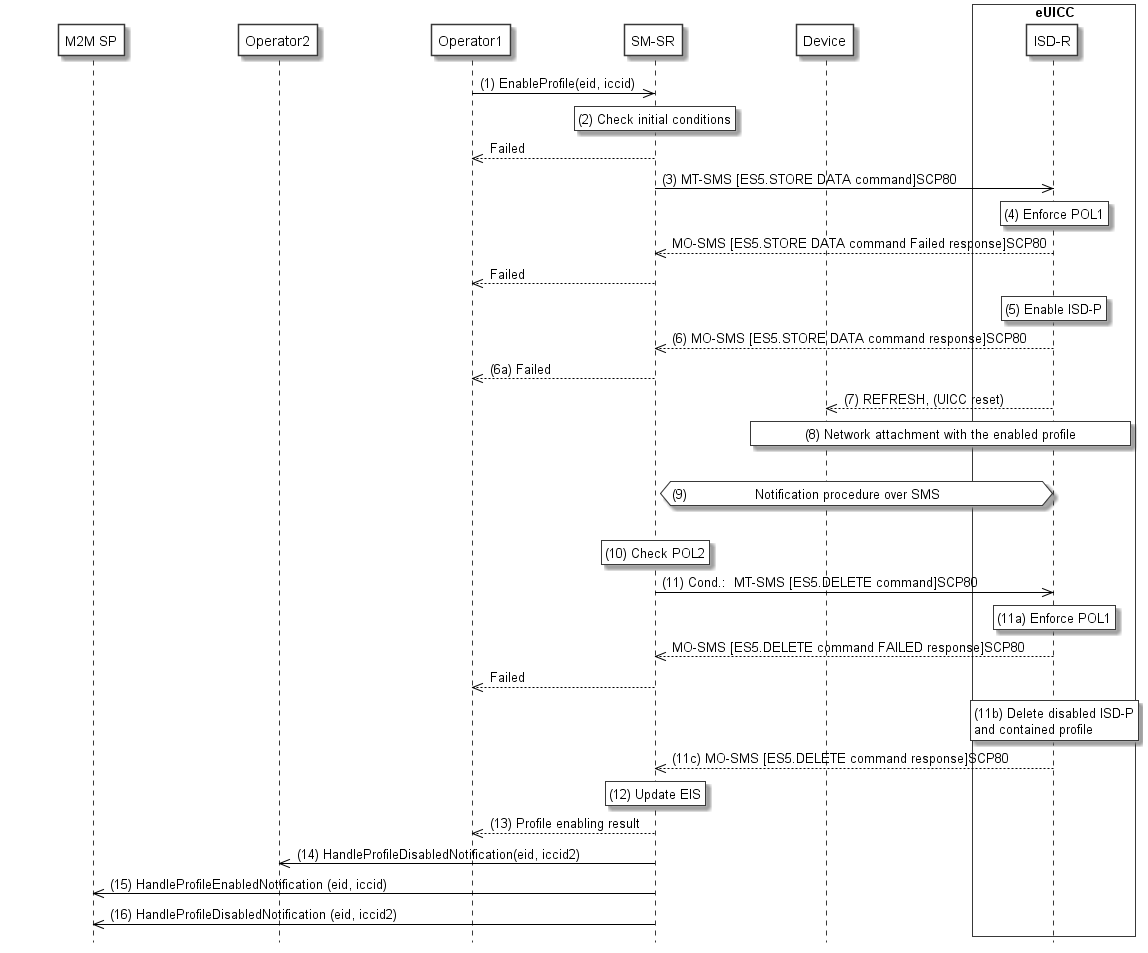 eUICC
M2M SP
Operator2
Operator1
SM-SR
Device
ISD-R
(1) EnableProfile(eid, iccid)
(2) Check initial conditions
Failed
(3) MT-SMS [ES5.STORE DATA command]SCP80
(4) Enforce POL1
MO-SMS [ES5.STORE DATA command Failed response]SCP80
Failed
(5) Enable ISD-P
(6) MO-SMS [ES5.STORE DATA command response]SCP80
(6a) Failed
(7) REFRESH, (UICC reset)
(8) Network attachment with the enabled profile
(9) Notification procedure over SMS
(10) Check POL2
(11) Cond.: MT-SMS [ES5.DELETE command]SCP80
(11a) Enforce POL1
MO-SMS [ES5.DELETE command FAILED response]SCP80
Failed
(11b) Delete disabled ISD-P
and contained profile
(11c) MO-SMS [ES5.DELETE command response]SCP80
(12) Update EIS
(13) Profile enabling result
(14) HandleProfileDisabledNotification(eid, iccid2)
(15) HandleProfileEnabledNotification (eid, iccid)
(16) HandleProfileDisabledNotification (eid, iccid2)